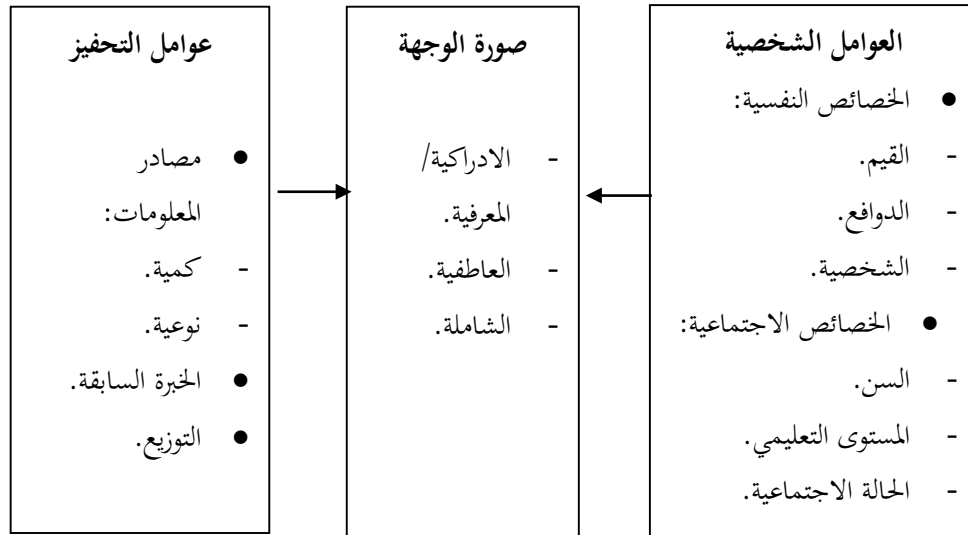 العوامل الشخصية
● الخصائص النفسية:
- القيم.
- الدوافع.
- الشخصية.
● الخصائص الاجتماعية:
- السن.
- المستوى التعليمي.
- الحالة الاجتماعية.
صورة الوجهة
- الادراكية/
المعرفية.
- العاطفية.
- الشاملة.
عوامل التحفيز
● مصادر
المعلومات:
- كمية.
- نوعية.
● الخبرة السابقة.
● التوزيع.